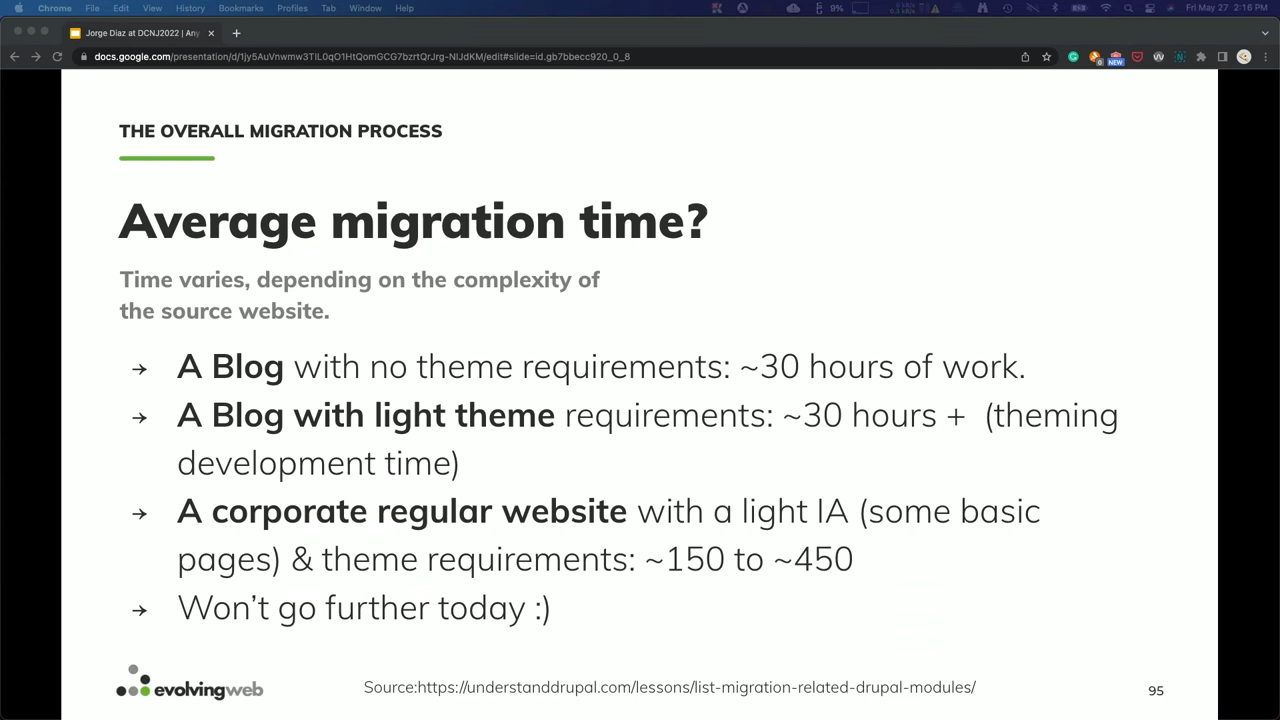 Chrome File Edit View History Bookmarks Profiles Tab Window Help 9% Fri May 27 2:16 PM
Jorge Diaz at DCNJ2022 | Any
docs.google.com/presentation/d/1jy5AuVnwmw3TIL0qO1HtQomGCG7bzrtQrJrg-NIJdKM/edit#slide=id.gb7bbecc920_0_8
NEW
THE OVERALL MIGRATION PROCESS
Average migration time?
Time varies, depending on the complexity of
the source website.
→ A Blog with no theme requirements: ~30 hours of work.
→ A Blog with light theme requirements: ~30 hours + (theming
development time)
→ A corporate regular website with a light IA (some basic
pages) & theme requirements: ~150 to ~450
→ Won't go further today :)
evolvingweb
Source:https://understanddrupal.com/lessons/list-migration-related-drupal-modules/
95